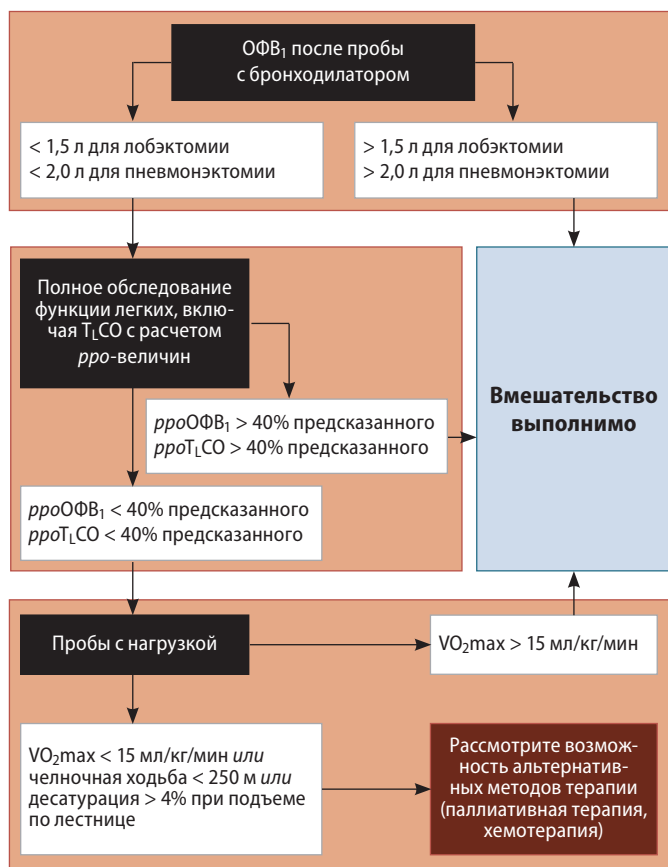 ОФВ₁ после пробы
с бронходилатором
< 1,5 л для лобэктомии
< 2,0 л для пневмонэктомии
> 1,5 л для лобэктомии
> 2,0 л для пневмонэктомии
Полное обследование
функции легких, вклю-
чая TLCO с расчетом
ppo-величин
ppoОФВ₁ > 40% предсказанного
ppoTLCO > 40% предсказанного
Вмешательство
выполнимо
ppoОФВ₁ < 40% предсказанного
ppoTLCO < 40% предсказанного
Пробы с нагрузкой
VO₂max > 15 мл/кг/мин
VO₂max < 15 мл/кг/мин или
челночная ходьба < 250 м или
десатурация > 4% при подъеме
по лестнице
Рассмотрите возмож-
ность альтернатив-
ных методов терапии
(паллиативная терапия,
хемотерапия)